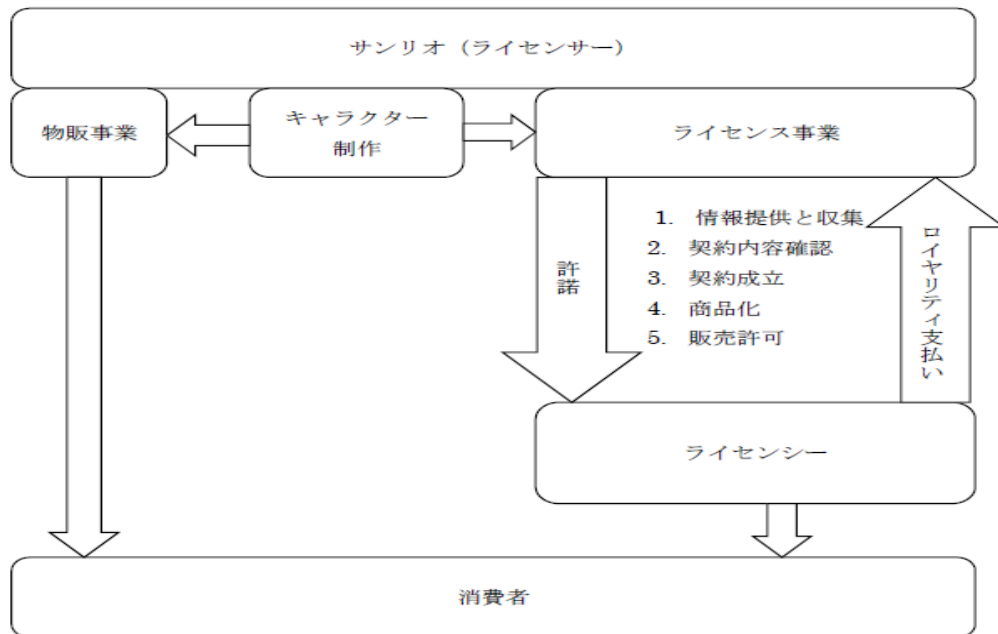 サンリオ（ライセンサー）
物販事業
キャラクター
制作
ライセンス事業
許諾
1. 情報提供と収集
2. 契約内容確認
3. 契約成立
4. 商品化
5. 販売許可
ロイヤリティ支払い
ライセンシー
消費者